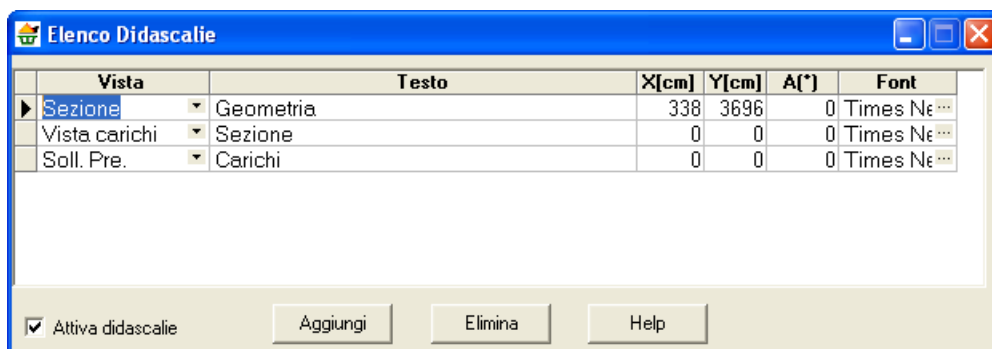 Elenco Didascalie
Vista Testo X[cm] Y[cm] A(°) Font
Sezione Geometria 338 3696 0 Times Ne ...
Vista carichi Sezione 0 0 0 Times Ne ...
Soll. Pre. Carichi 0 0 0 Times Ne ...
Attiva didascalie Aggiungi Elimina Help